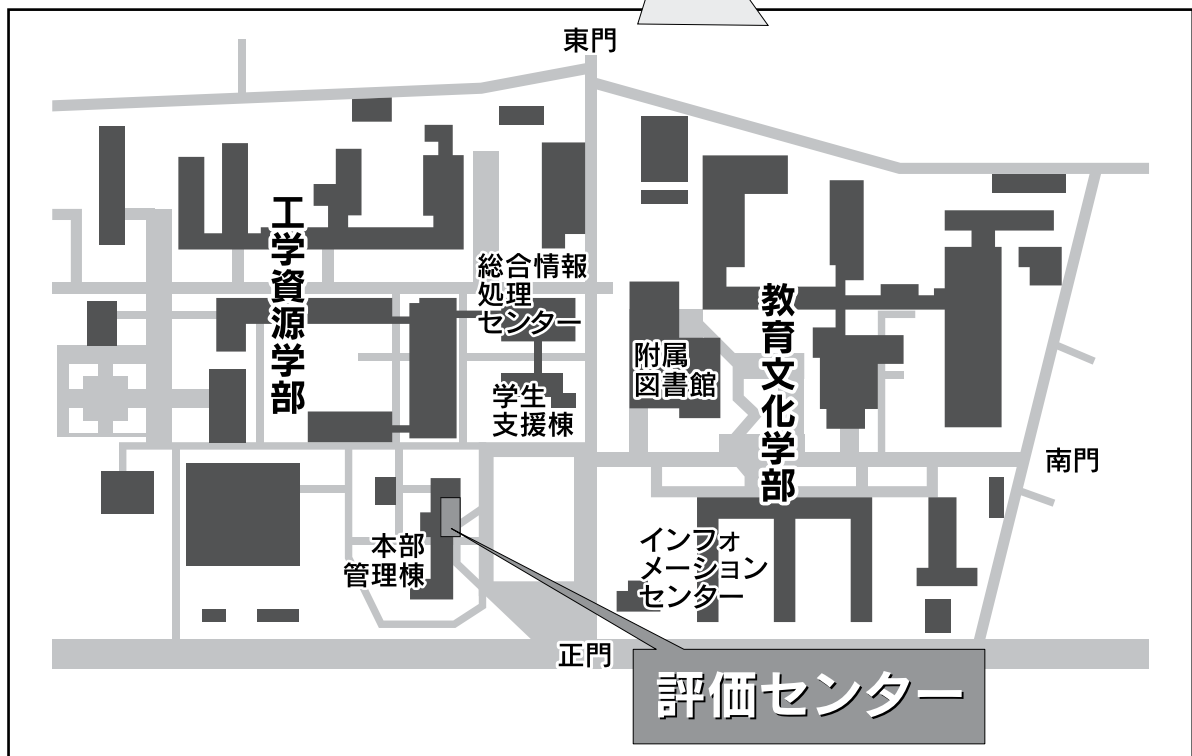 東門
工学資源学部
総合情報
処理
センター
教育文化学部
附属
図書館
学生
支援棟
南門
本部
管理棟
インフォ
メーション
センター
正門
評価センター